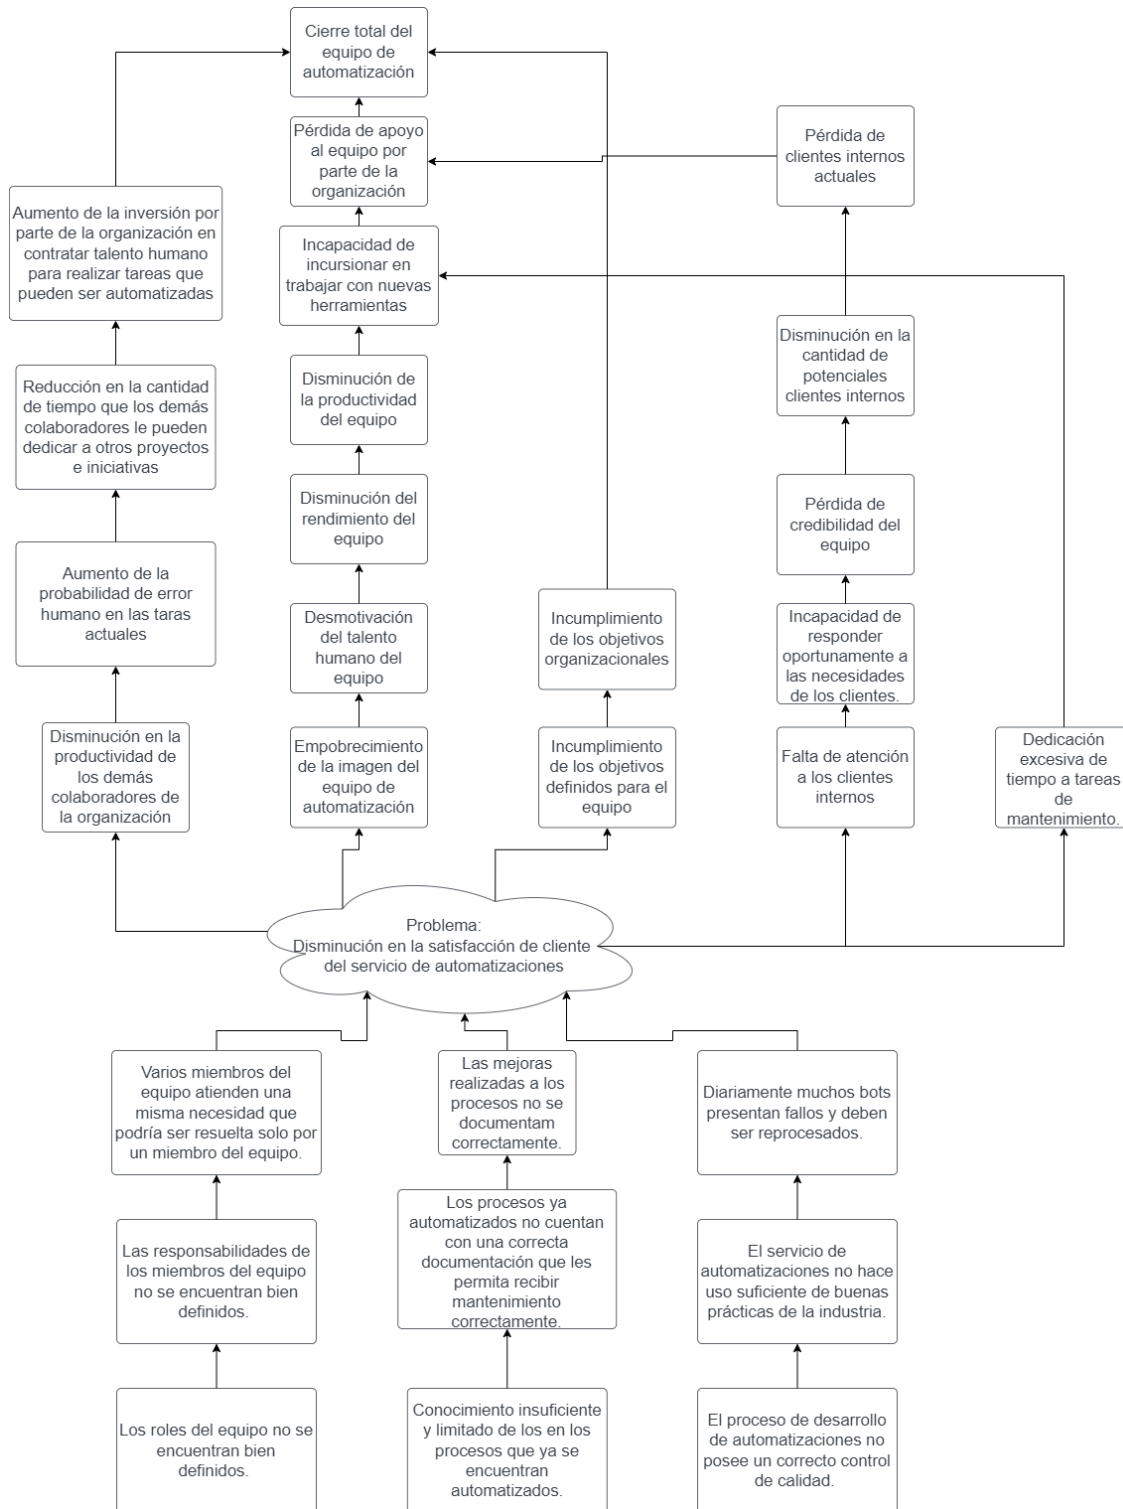 Cierre total del
equipo de
automatización
Pérdida de apoyo
al equipo por
parte de la
organización
Pérdida de
clientes internos
actuales
Aumento de la inversión por
parte de la organización en
contratar talento humano
para realizar tareas que
pueden ser automatizadas
Incapacidad de
incursionar en
trabajar con nuevas
herramientas
Disminución en la
cantidad de
potenciales
clientes internos
Reducción en la cantidad
de tiempo que los demás
colaboradores le pueden
dedicar a otros proyectos
e iniciativas
Disminución de
la productividad
del equipo
Disminución del
rendimiento del
equipo
Pérdida de
credibilidad del
equipo
Aumento de la
probabilidad de error
humano en las taras
actuales
Desmotivación
del talento
humano del
equipo
Incumplimiento
de los objetivos
organizacionales
Incapacidad de
responder
oportunamente a
las necesidades
de los clientes.
Disminución en la
productividad de
los demás
colaboradores de
la organización
Empobrecimiento
de la imagen del
equipo de
automatización
Incumplimiento
de los objetivos
definidos para el
equipo
Falta de atención
a los clientes
internos
Dedicación
excesiva de
tiempo a tareas
de
mantenimiento.
Problema:
Disminución en la satisfacción de cliente
del servicio de automatizaciones
Varios miembros del
equipo atienden una
misma necesidad que
podría ser resuelta solo por
un miembro del equipo.
Las mejoras
realizadas a los
procesos no se
documentam
correctamente.
Diariamente muchos bots
presentan fallos y deben
ser reprocesados.
Las responsabilidades de
los miembros del equipo
no se encuentran bien
definidos.
Los procesos ya
automatizados no cuentan
con una correcta
documentación que les
permita recibir
mantenimiento
correctamente.
El servicio de
automatizaciones no hace
uso suficiente de buenas
prácticas de la industria.
Los roles del equipo no se
encuentran bien
definidos.
Conocimiento insuficiente
y limitado de los en los
procesos que ya se
encuentran
automatizados.
El proceso de desarrollo
de automatizaciones no
posee un correcto control
de calidad.